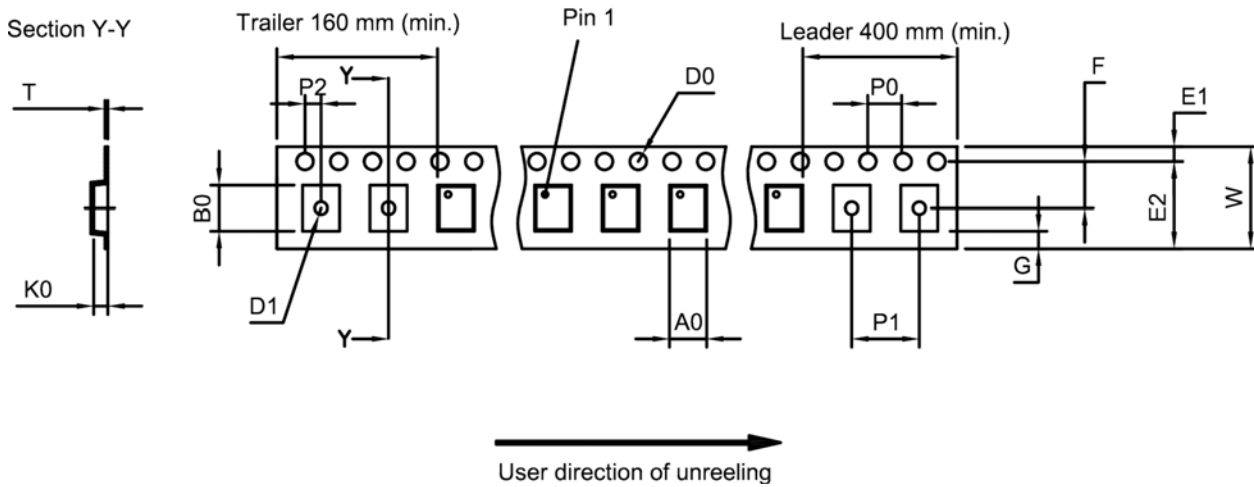 Section Y-Y
Trailer 160 mm (min.)
Pin 1
Leader 400 mm (min.)
T
P2
Y
D0
P0
F
E1
B0
E2
W
K0
D1
Y
A0
P1
G
User direction of unreeling